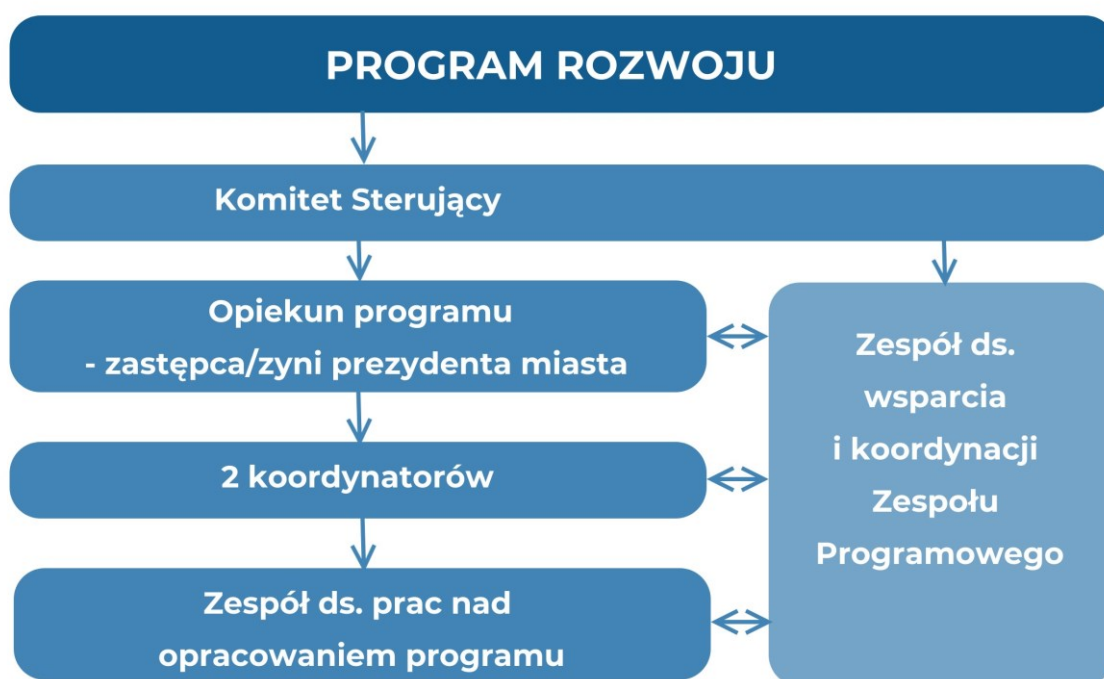 PROGRAM ROZWOJU
Komitet Sterujący
Opiekun programu
- zastępca/zyni prezydenta miasta
2 koordynatorów
Zespół ds. prac nad
opracowaniem programu
Zespół ds.
wsparcia
i koordynacji
Zespołu
Programowego